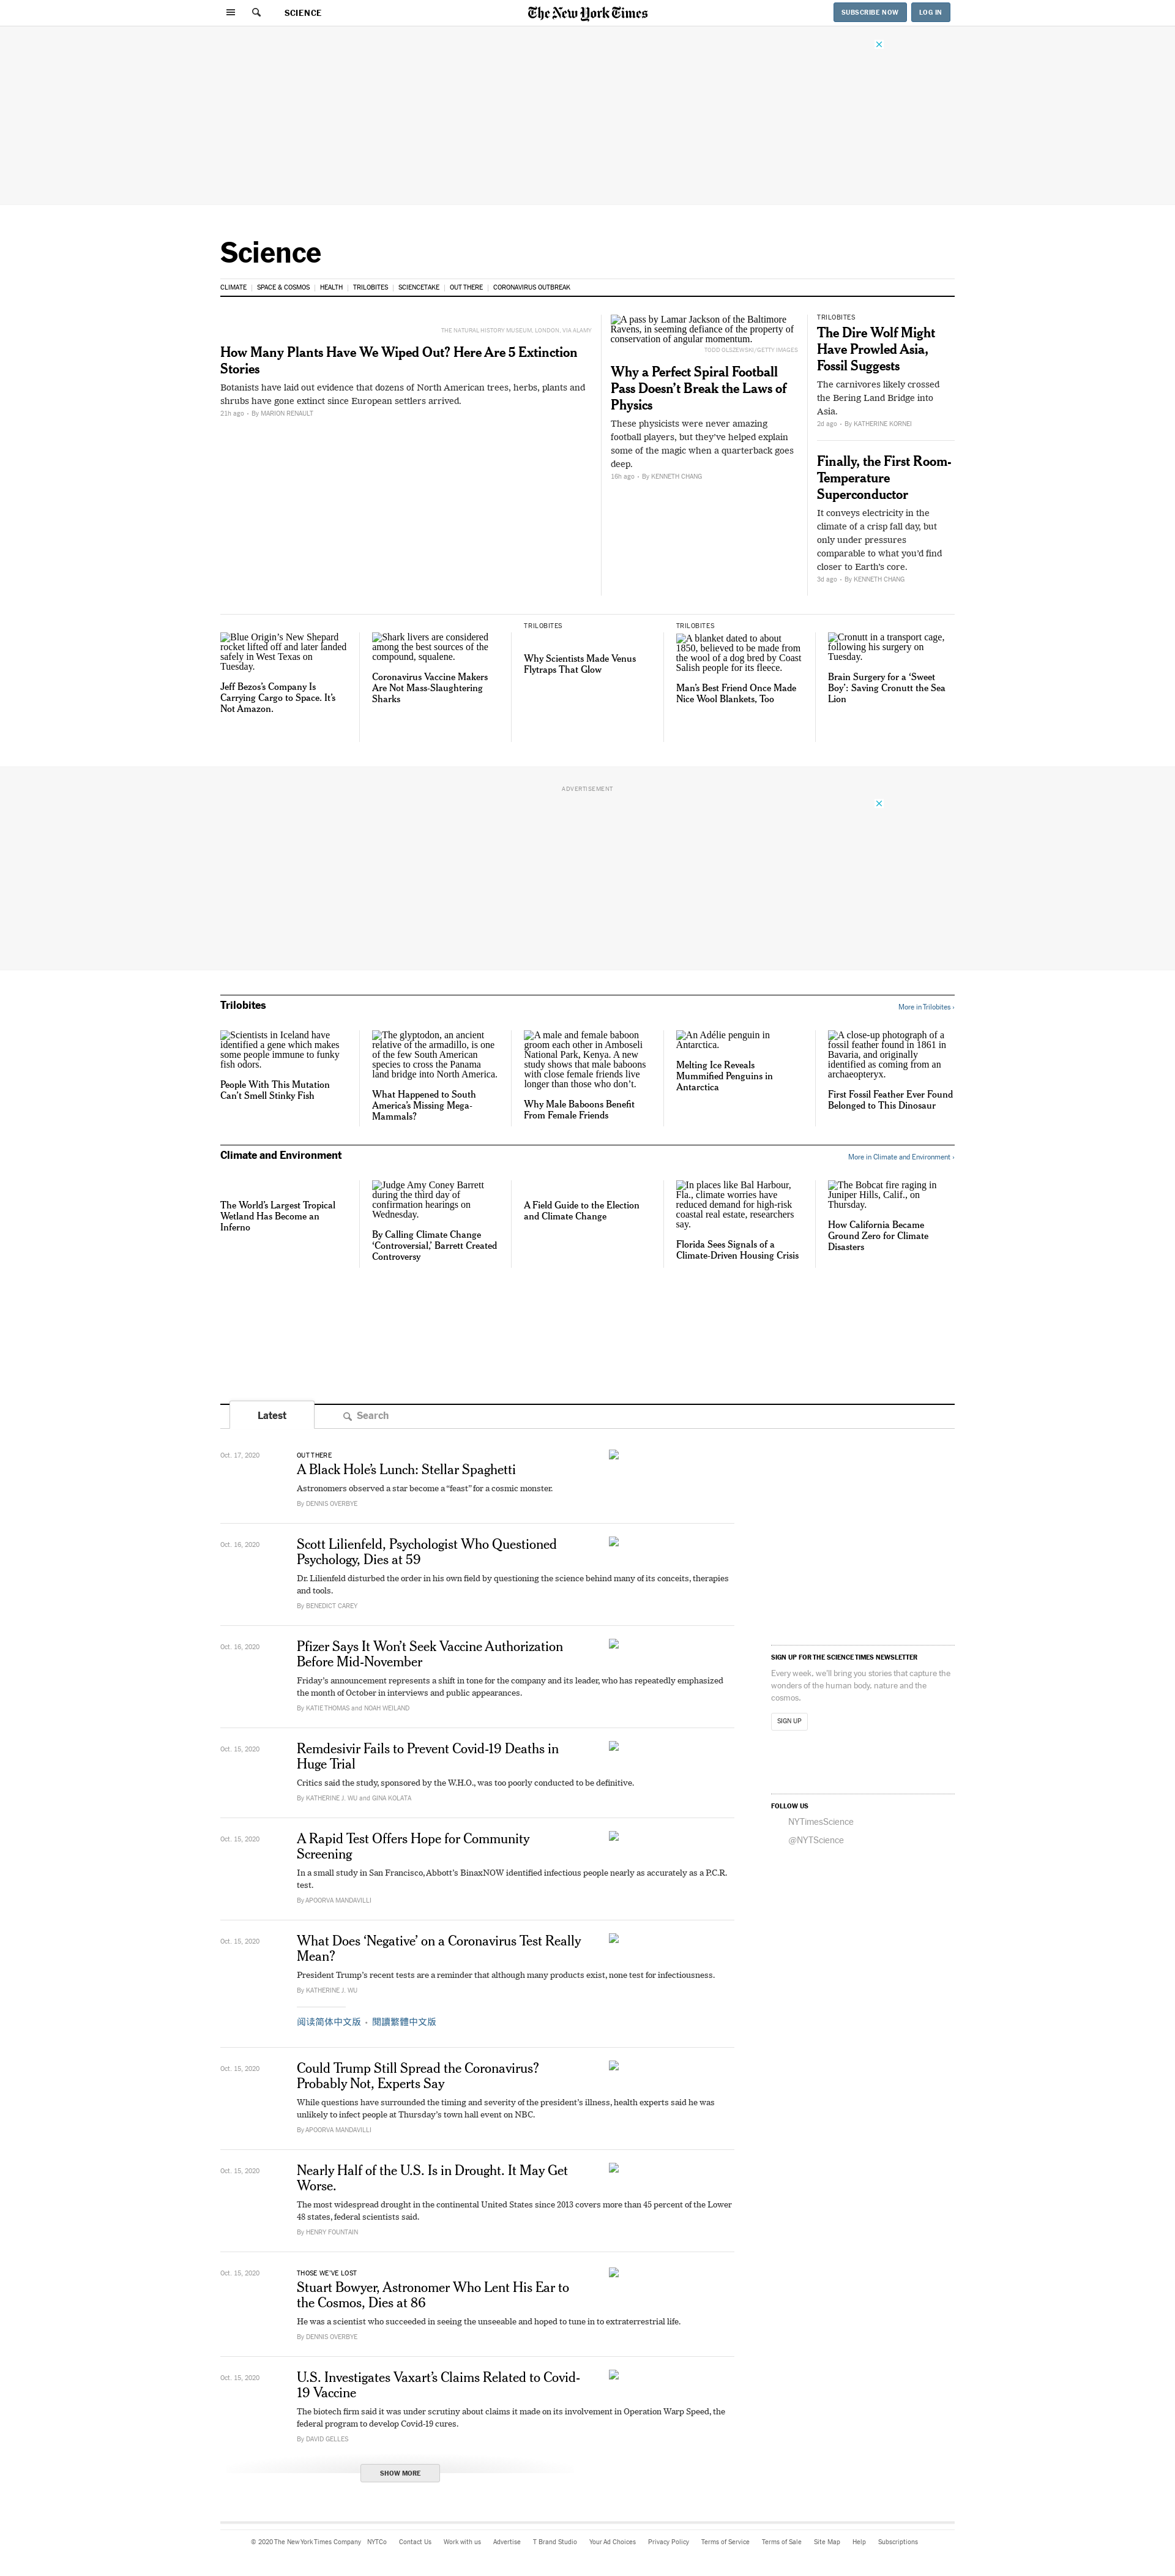 SCIENCE
The New York Times
SUBSCRIBE NOW
LOG IN
Science
CLIMATE
SPACE & COSMOS
HEALTH
TRILOBITES
SCIENCETAKE
OUT THERE
CORONAVIRUS OUTBREAK
THE NATURAL HISTORY MUSEUM, LONDON, VIA ALAMY
How Many Plants Have We Wiped Out? Here Are 5 Extinction
Stories
Botanists have laid out evidence that dozens of North American trees, herbs, plants and
shrubs have gone extinct since European settlers arrived.
21h ago • By MARION RENAULT
A pass by Lamar Jackson of the Baltimore
Ravens, in seeming defiance of the property of
conservation of angular momentum.
TODD OLSZEWSKI/GETTY IMAGES
Why a Perfect Spiral Football
Pass Doesn’t Break the Laws of
Physics
These physicists were never amazing
football players, but they’ve helped explain
some of the magic when a quarterback goes
deep.
16h ago • By KENNETH CHANG
TRILOBITES
The Dire Wolf Might
Have Prowled Asia,
Fossil Suggests
The carnivores likely crossed
the Bering Land Bridge into
Asia.
2d ago • By KATHERINE KORNEI
Finally, the First Room-
Temperature
Superconductor
It conveys electricity in the
climate of a crisp fall day, but
only under pressures
comparable to what you’d find
closer to Earth’s core.
3d ago • By KENNETH CHANG
Blue Origin’s New Shepard
rocket lifted off and later landed
safely in West Texas on
Tuesday.
Jeff Bezos’s Company Is
Carrying Cargo to Space. It’s
Not Amazon.
Shark livers are considered
among the best sources of the
compound, squalene.
Coronavirus Vaccine Makers
Are Not Mass-Slaughtering
Sharks
TRILOBITES
Why Scientists Made Venus
Flytraps That Glow
TRILOBITES
A blanket dated to about
1850, believed to be made from
the wool of a dog bred by Coast
Salish people for its fleece.
Man’s Best Friend Once Made
Nice Wool Blankets, Too
Cronutt in a transport cage,
following his surgery on
Tuesday.
Brain Surgery for a ‘Sweet
Boy’: Saving Cronutt the Sea
Lion
ADVERTISEMENT
Trilobites
More in Trilobites ›
Scientists in Iceland have
identified a gene which makes
some people immune to funky
fish odors.
People With This Mutation
Can’t Smell Stinky Fish
The glyptodon, an ancient
relative of the armadillo, is one
of the few South American
species to cross the Panama
land bridge into North America.
What Happened to South
America’s Missing Mega-
Mammals?
A male and female baboon
groom each other in Amboseli
National Park, Kenya. A new
study shows that male baboons
with close female friends live
longer than those who don’t.
Why Male Baboons Benefit
From Female Friends
An Adélie penguin in
Antarctica.
Melting Ice Reveals
Mummified Penguins in
Antarctica
A close-up photograph of a
fossil feather found in 1861 in
Bavaria, and originally
identified as coming from an
archaeopteryx.
First Fossil Feather Ever Found
Belonged to This Dinosaur
Climate and Environment
More in Climate and Environment ›
The World’s Largest Tropical
Wetland Has Become an
Inferno
Judge Amy Coney Barrett
during the third day of
confirmation hearings on
Wednesday.
By Calling Climate Change
‘Controversial,’ Barrett Created
Controversy
A Field Guide to the Election
and Climate Change
In places like Bal Harbour,
Fla., climate worries have
reduced demand for high-risk
coastal real estate, researchers
say.
Florida Sees Signals of a
Climate-Driven Housing Crisis
The Bobcat fire raging in
Juniper Hills, Calif., on
Thursday.
How California Became
Ground Zero for Climate
Disasters
Latest
Search
Oct. 17, 2020
OUT THERE
A Black Hole’s Lunch: Stellar Spaghetti
Astronomers observed a star become a “feast” for a cosmic monster.
By DENNIS OVERBYE
Oct. 16, 2020
Scott Lilienfeld, Psychologist Who Questioned
Psychology, Dies at 59
Dr. Lilienfeld disturbed the order in his own field by questioning the science behind many of its conceits, therapies
and tools.
By BENEDICT CAREY
Oct. 16, 2020
Pfizer Says It Won’t Seek Vaccine Authorization
Before Mid-November
Friday’s announcement represents a shift in tone for the company and its leader, who has repeatedly emphasized
the month of October in interviews and public appearances.
By KATIE THOMAS and NOAH WEILAND
Oct. 15, 2020
Remdesivir Fails to Prevent Covid-19 Deaths in
Huge Trial
Critics said the study, sponsored by the W.H.O., was too poorly conducted to be definitive.
By KATHERINE J. WU and GINA KOLATA
Oct. 15, 2020
A Rapid Test Offers Hope for Community
Screening
In a small study in San Francisco, Abbott’s BinaxNOW identified infectious people nearly as accurately as a P.C.R.
test.
By APOORVA MANDAVILLI
Oct. 15, 2020
What Does ‘Negative’ on a Coronavirus Test Really
Mean?
President Trump’s recent tests are a reminder that although many products exist, none test for infectiousness.
By KATHERINE J. WU
阅读简体中文版 • 閱讀繁體中文版
Oct. 15, 2020
Could Trump Still Spread the Coronavirus?
Probably Not, Experts Say
While questions have surrounded the timing and severity of the president’s illness, health experts said he was
unlikely to infect people at Thursday’s town hall event on NBC.
By APOORVA MANDAVILLI
Oct. 15, 2020
Nearly Half of the U.S. Is in Drought. It May Get
Worse.
The most widespread drought in the continental United States since 2013 covers more than 45 percent of the Lower
48 states, federal scientists said.
By HENRY FOUNTAIN
Oct. 15, 2020
THOSE WE’VE LOST
Stuart Bowyer, Astronomer Who Lent His Ear to
the Cosmos, Dies at 86
He was a scientist who succeeded in seeing the unseeable and hoped to tune in to extraterrestrial life.
By DENNIS OVERBYE
Oct. 15, 2020
U.S. Investigates Vaxart’s Claims Related to Covid-
19 Vaccine
The biotech firm said it was under scrutiny about claims it made on its involvement in Operation Warp Speed, the
federal program to develop Covid-19 cures.
By DAVID GELLES
SHOW MORE
SIGN UP FOR THE SCIENCE TIMES NEWSLETTER
Every week, we’ll bring you stories that capture the
wonders of the human body, nature and the
cosmos.
SIGN UP
FOLLOW US
NYTimesScience
@NYTScience
© 2020 The New York Times Company NYTCo Contact Us Work with us Advertise T Brand Studio Your Ad Choices Privacy Policy Terms of Service Terms of Sale Site Map Help Subscriptions